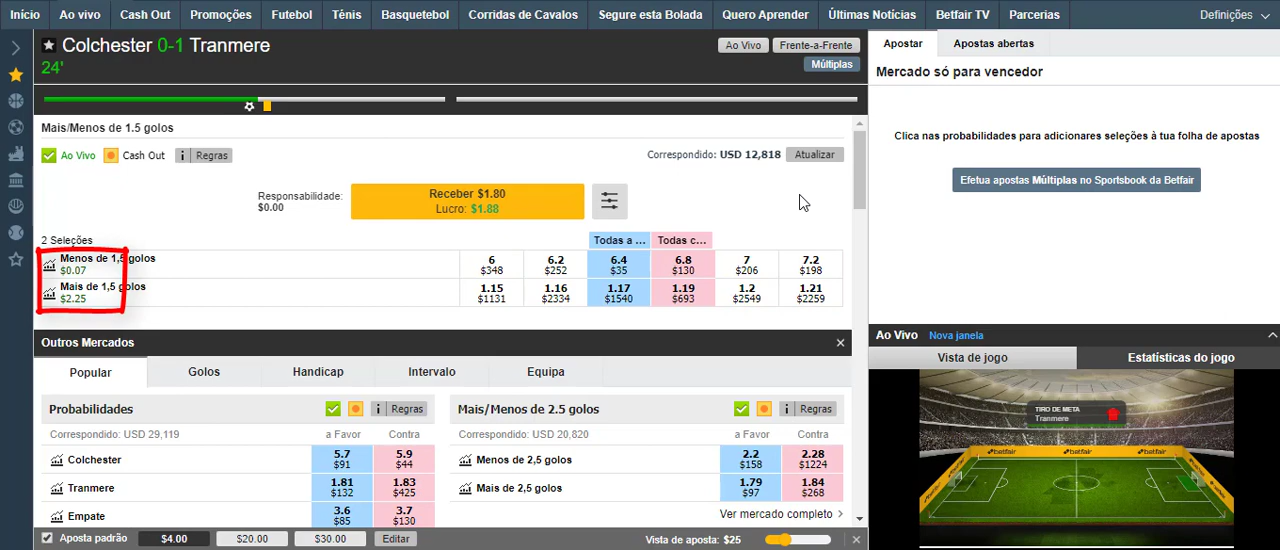 Início Ao vivo Cash Out Promoções Futebol Ténis Basquetebol Corridas de Cavalos Segure esta Bolada Quero Aprender Últimas Notícias Betfair TV Parcerias Definições
Colchester 0-1 Tranmere
24'
Ao Vivo Frente-a-Frente
Múltiplas
Mais/Menos de 1.5 golos
Ao Vivo Cash Out i Regras
Correspondido: USD 12,818 Atualizar
Responsabilidade:
$0.00
Receber $1.80
Lucro: $1.88
2 Seleções Todas a ... Todas c...
Menos de 1,5 golos 6 6.2 6.4 6.8 7 7.2
$0.07 $348 $252 $35 $130 $206 $198
Mais de 1,5 golos 1.15 1.16 1.17 1.19 1.2 1.21
$2.25 $1131 $2334 $1540 $693 $2549 $2259
Outros Mercados
Popular Golos Handicap Intervalo Equipa
Probabilidades i Regras
Correspondido: USD 29,119 a Favor Contra
Colchester 5.7 5.9
$91 $44
Tranmere 1.81 1.83
$132 $425
Empate 3.6 3.7
$85 $130
Mais/Menos de 2.5 golos i Regras
Correspondido: USD 20,820 a Favor Contra
Menos de 2,5 golos 2.2 2.28
$158 $1224
Mais de 2,5 golos 1.79 1.84
$97 $268
Ver mercado completo
Aposta padrão $4.00 $20.00 $30.00 Editar
Vista de aposta: $25
Apostar Apostas abertas
Mercado só para vencedor
Clica nas probabilidades para adicionares seleções à tua folha de apostas
Efetua apostas Múltiplas no Sportsbook da Betfair
Ao Vivo Nova janela
Vista de jogo Estatísticas do jogo
TIRO DE META
Tranmere
betfair betfair betfair